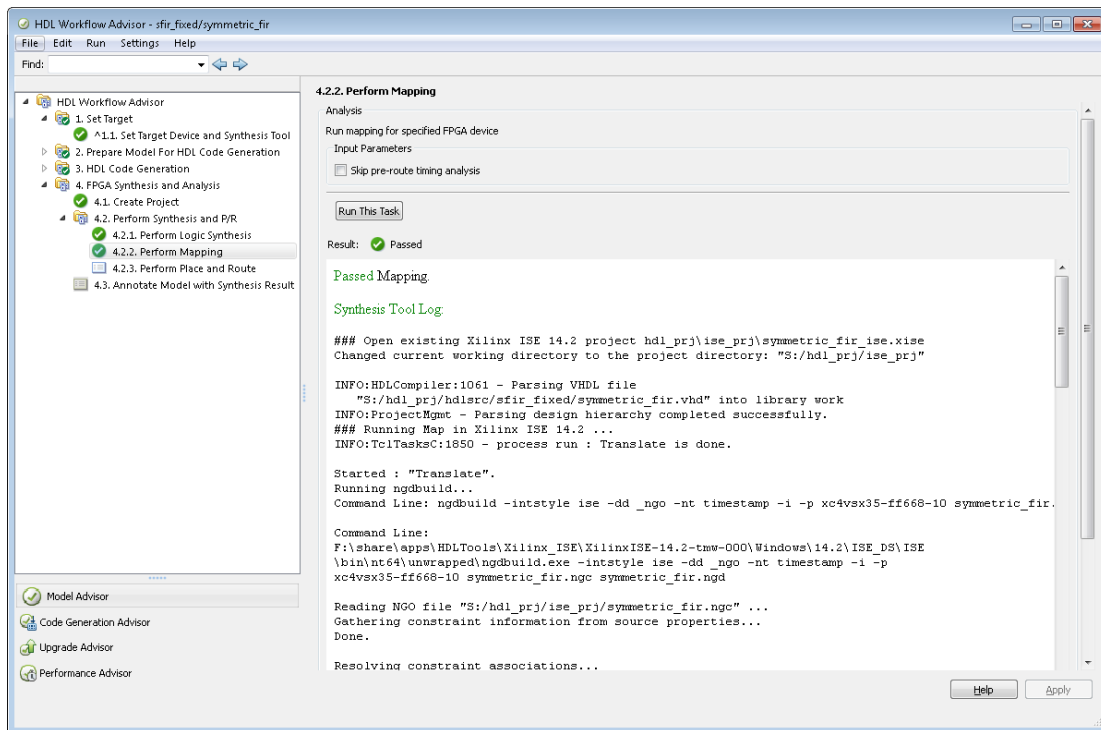 HDL Workflow Advisor - sfir_fixed/symmetric_fir
File Edit Run Settings Help
Find:
HDL Workflow Advisor
1. Set Target
^1.1. Set Target Device and Synthesis Tool
2. Prepare Model For HDL Code Generation
3. HDL Code Generation
4. FPGA Synthesis and Analysis
4.1. Create Project
4.2. Perform Synthesis and P/R
4.2.1. Perform Logic Synthesis
4.2.2. Perform Mapping
4.2.3. Perform Place and Route
4.3. Annotate Model with Synthesis Result
Model Advisor
Code Generation Advisor
Upgrade Advisor
Performance Advisor
4.2.2. Perform Mapping
Analysis
Run mapping for specified FPGA device
Input Parameters
Skip pre-route timing analysis
Run This Task
Result: Passed
Passed Mapping.
Synthesis Tool Log:
### Open existing Xilinx ISE 14.2 project hdl_prj\ise_prj\symmetric_fir_ise.xise
Changed current working directory to the project directory: "S:/hdl_prj/ise_prj"
INFO:HDLCompiler:1061 - Parsing VHDL file
"S:/hdl_prj/hdlsrc/sfir_fixed/symmetric_fir.vhd" into library work
INFO:ProjectMgmt - Parsing design hierarchy completed successfully.
### Running Map in Xilinx ISE 14.2 ...
INFO:TclTasksC:1850 - process run : Translate is done.
Started : "Translate".
Running ngdbuild...
Command Line: ngdbuild -intstyle ise -dd _ngo -nt timestamp -i -p xc4vsx35-ff668-10 symmetric_fir.
Command Line:
F:\share\apps\HDLTools\Xilinx_ISE\XilinxISE-14.2-tmw-000\Windows\14.2\ISE_DS\ISE
\bin\nt64\unwrapped\ngdbuild.exe -intstyle ise -dd _ngo -nt timestamp -i -p
xc4vsx35-ff668-10 symmetric_fir.ngc symmetric_fir.ngd
Reading NGO file "S:/hdl_prj/ise_prj/symmetric_fir.ngc" ...
Gathering constraint information from source properties...
Done.
Resolving constraint associations...
Help Apply